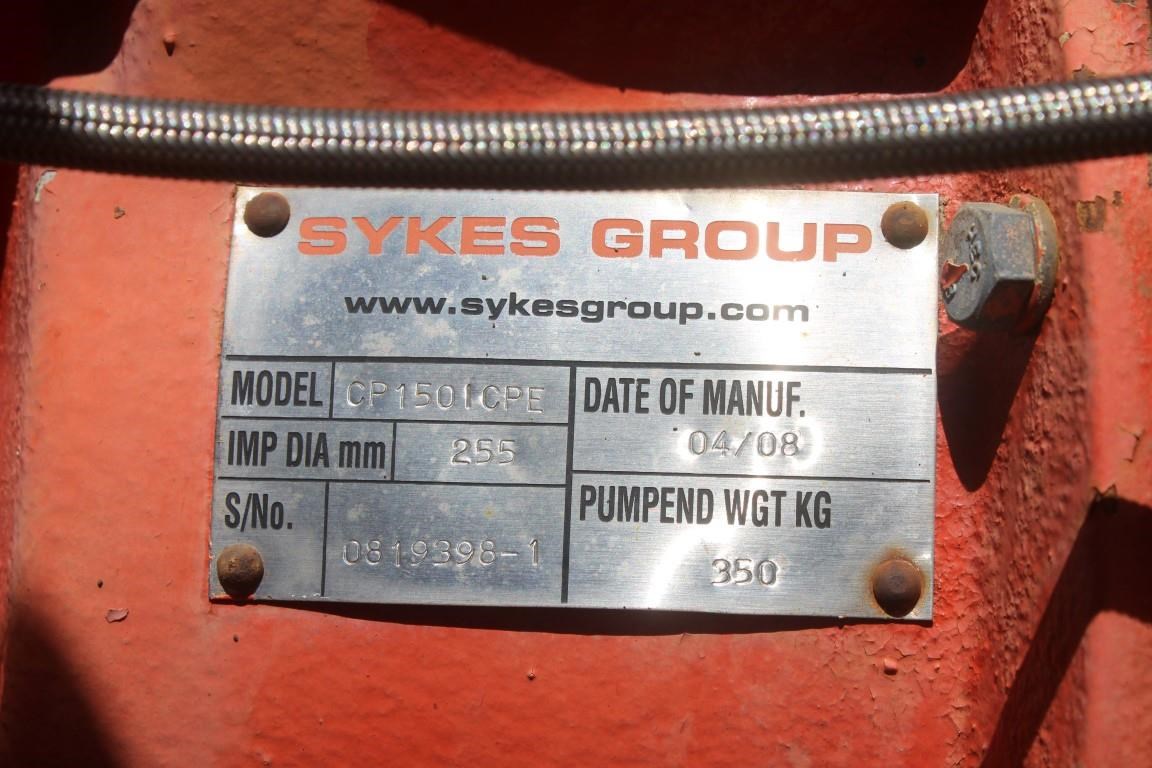 SYKES GROUP
www.sykesgroup.com
MODEL CP150ICPE
DATE OF MANUF.
04/08
IMP DIA mm 255
S/No. 0819398-1
PUMPEND WGT KG
350